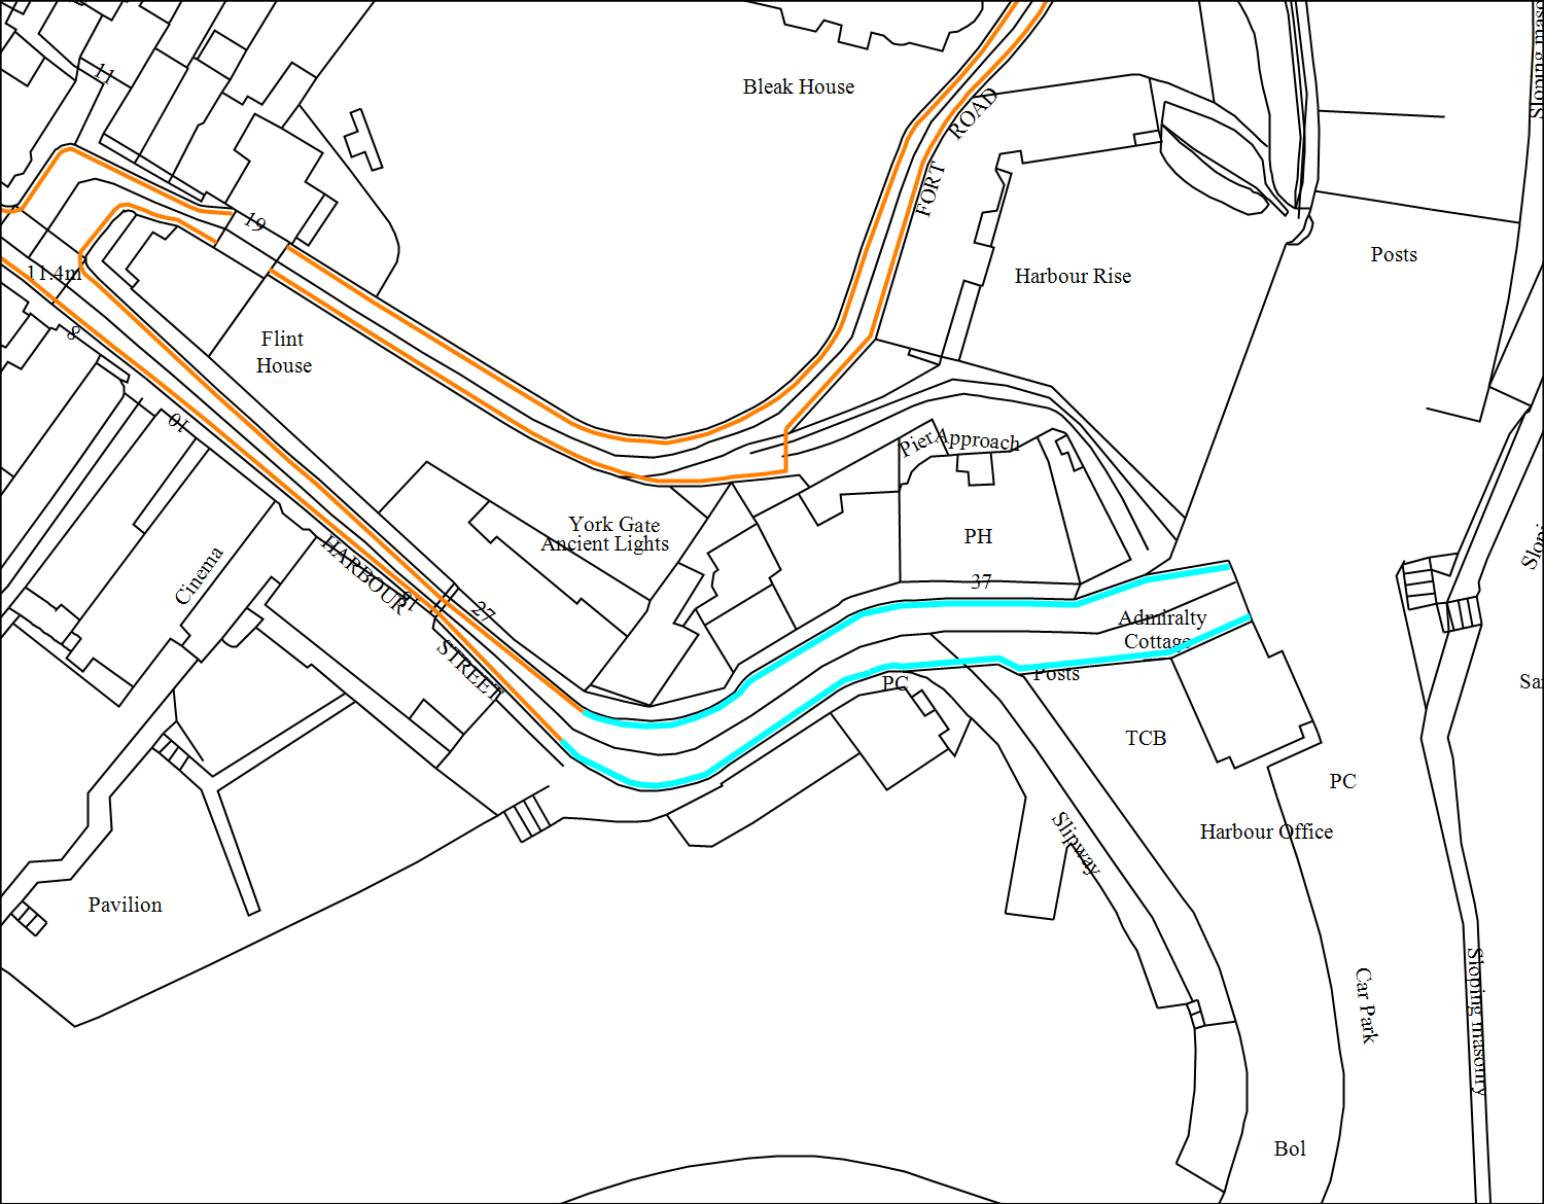 11
Bleak House
FORT ROAD
19
11.4m
8
Flint
House
10
Harbour Rise
Posts
Pier Approach
York Gate
Ancient Lights
PH
37
Cinema
HARBOUR
STREET
18
27
Admiralty
Cottage
Posts
PC
TCB
PC
Harbour Office
Slipway
Pavilion
Car Park
Sloping masonry
Bol